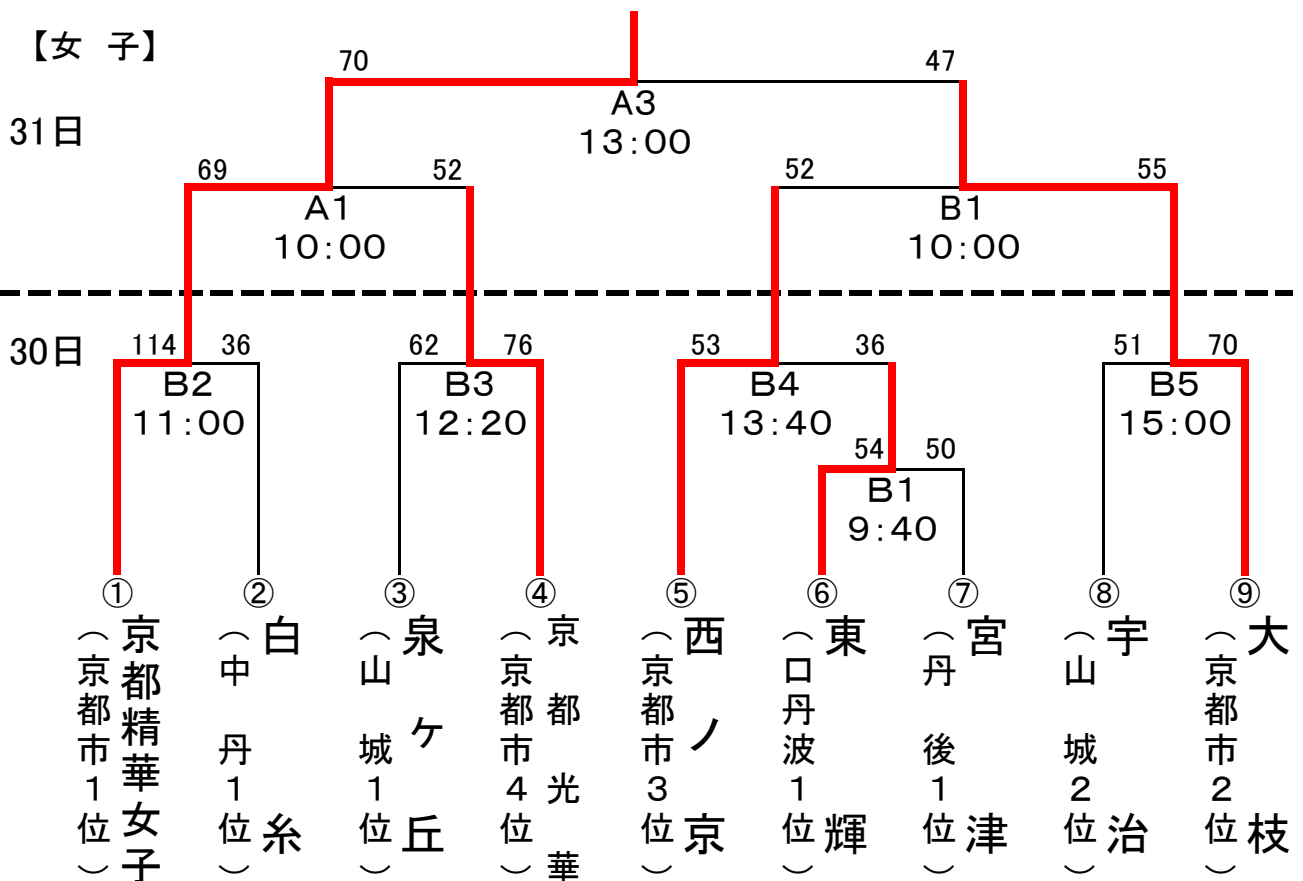 【女 子】
70
47
A3
13:00
31日
69
52
52
55
A1
10:00
B1
10:00
30日
114
36
62
76
53
36
51
70
B2
11:00
B3
12:20
B4
13:40
B5
15:00
54
50
B1
9:40
①
②
③
④
⑤
⑥
⑦
⑧
⑨
京都精華女子
(京都市1位)
白糸
(中丹1位)
泉ケ丘
(山城1位)
京都光華
(京都市4位)
西ノ京
(京都市3位)
東輝
(口丹波1位)
宮津
(丹後1位)
宇治
(山城2位)
大枝
(京都市2位)